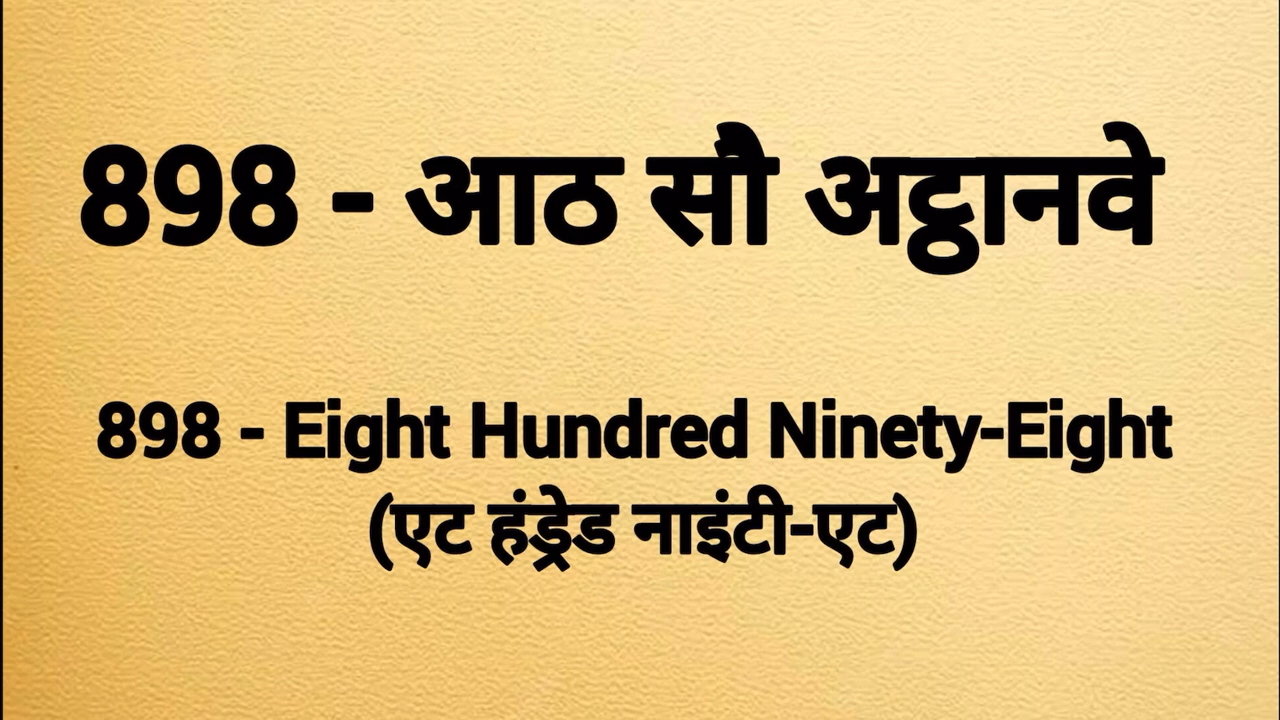 898 - आठ सौ अट्ठानवे
898 - Eight Hundred Ninety-Eight
(एट हंड्रेड नाइंटी-एट)